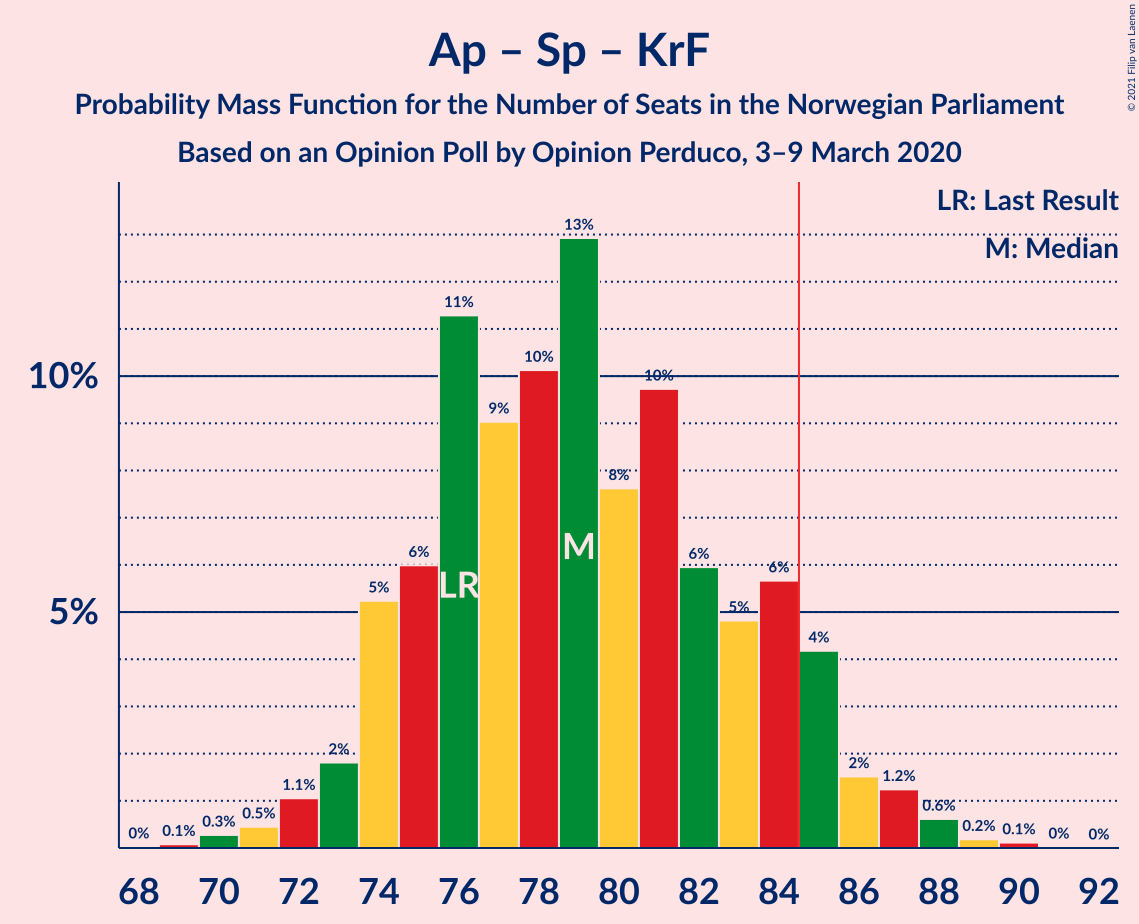 Ap – Sp – KrF
Probability Mass Function for the Number of Seats in the Norwegian Parliament
Based on an Opinion Poll by Opinion Perduco, 3–9 March 2020
© 2021 Filip van Laenen
LR: Last Result
M: Median
10%
5%
0% 0.1% 0.3% 0.5% 1.1% 2% 5% 6% 11% 9% 10% 13% 8% 10% 6% 5% 6% 4% 2% 1.2% 0.6% 0.2% 0.1% 0% 0%
LR
M
68 70 72 74 76 78 80 82 84 86 88 90 92